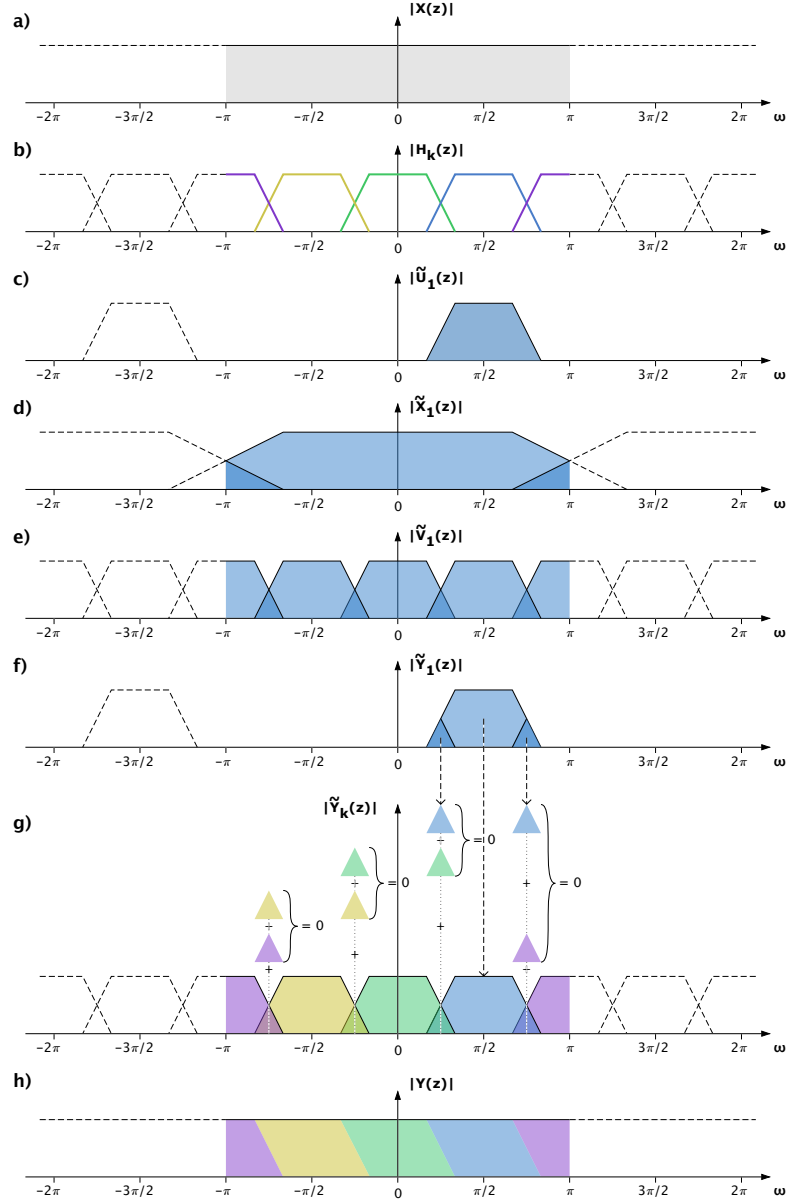 a) |X(z)|
−2π −3π/2 −π −π/2 0 π/2 π 3π/2 2π ω
b) |H_k(z)|
−2π −3π/2 −π −π/2 0 π/2 π 3π/2 2π ω
c) |Ũ_1(z)|
−2π −3π/2 −π −π/2 0 π/2 π 3π/2 2π ω
d) |X̃_1(z)|
−2π −3π/2 −π −π/2 0 π/2 π 3π/2 2π ω
e) |Ṽ_1(z)|
−2π −3π/2 −π −π/2 0 π/2 π 3π/2 2π ω
f) |Ỹ_1(z)|
−2π −3π/2 −π −π/2 0 π/2 π 3π/2 2π ω
g) |Ỹ_k(z)|
+ = 0
+ = 0 + = 0
+ = 0 +
+ +
+ +
−2π −3π/2 −π −π/2 0 π/2 π 3π/2 2π ω
h) |Y(z)|
−2π −3π/2 −π −π/2 0 π/2 π 3π/2 2π ω